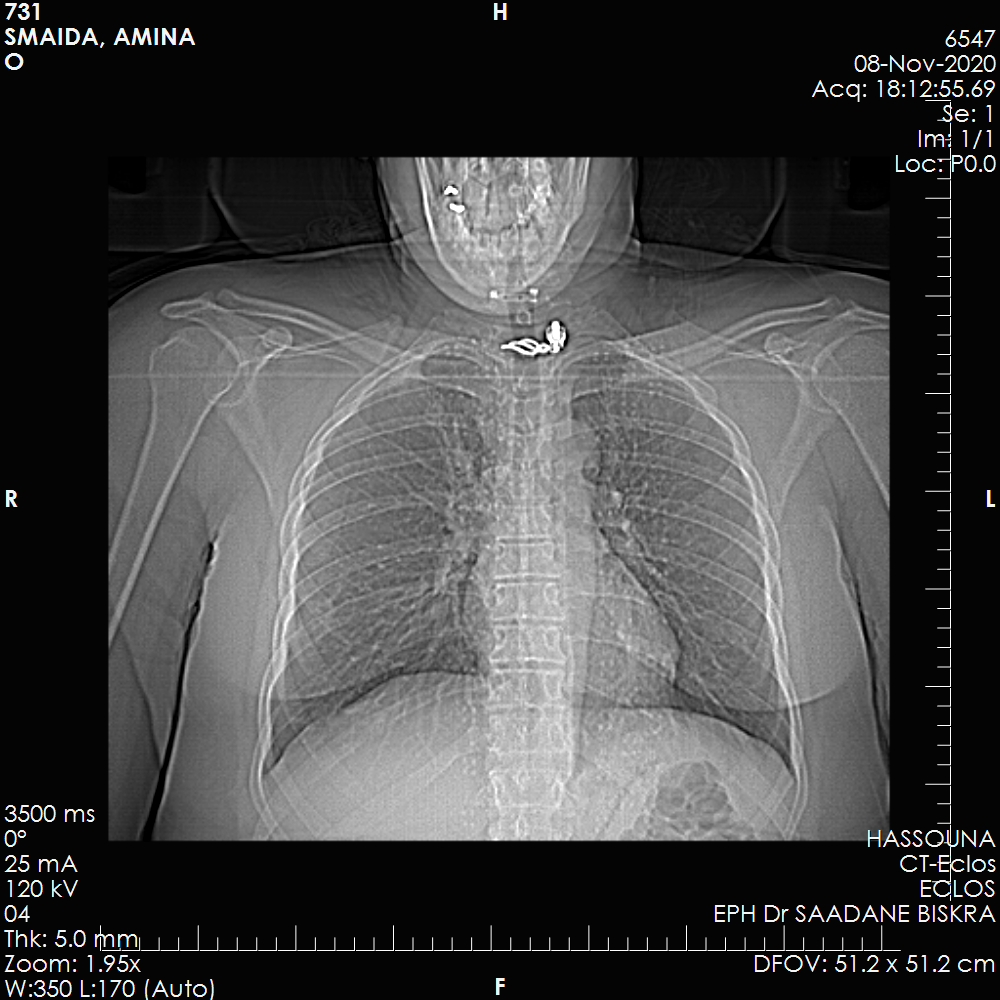 731
SMAIDA, AMINA
O
H
6547
08-Nov-2020
Acq: 18:12:55.69
Se: 1
Im: 1/1
Loc: P0.0
R
L
3500 ms
0°
25 mA
120 kV
04
Thk: 5.0 mm
Zoom: 1.95x
W:350 L:170 (Auto)
F
HASSOUNA
CT-Eclos
ECLOS
EPH Dr SAADANE BISKRA
DFOV: 51.2 x 51.2 cm